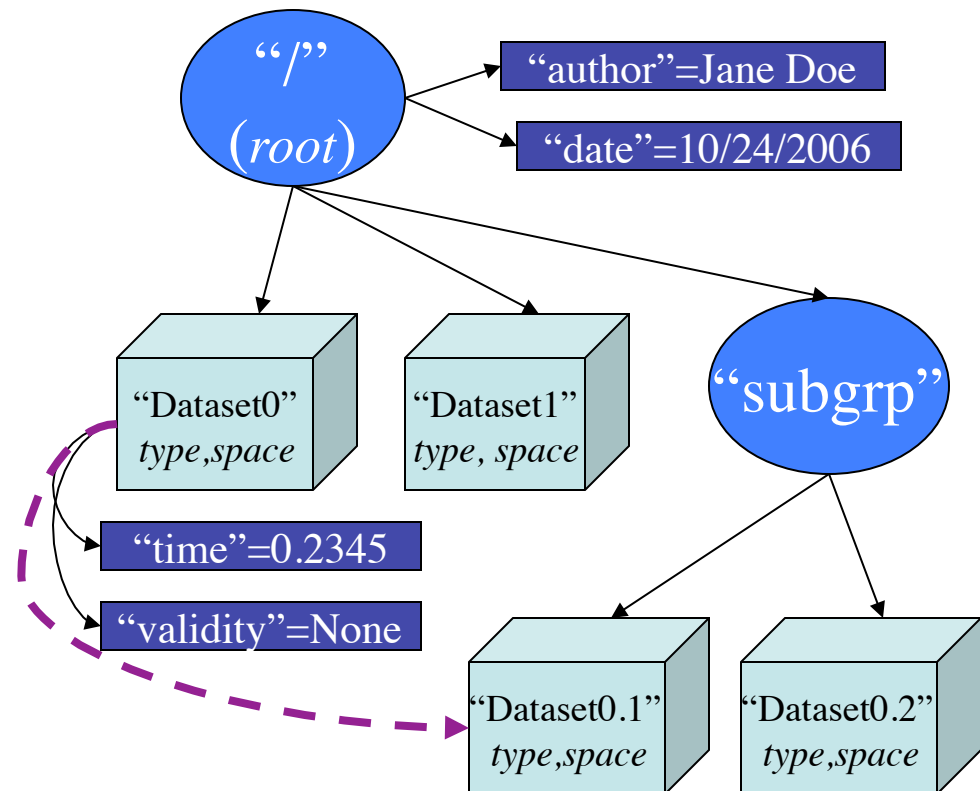 “/”
(root)
“author”=Jane Doe
“date”=10/24/2006
“Dataset0”
type,space
“Dataset1”
type, space
“subgrp”
“time”=0.2345
“validity”=None
“Dataset0.1”
type,space
“Dataset0.2”
type,space